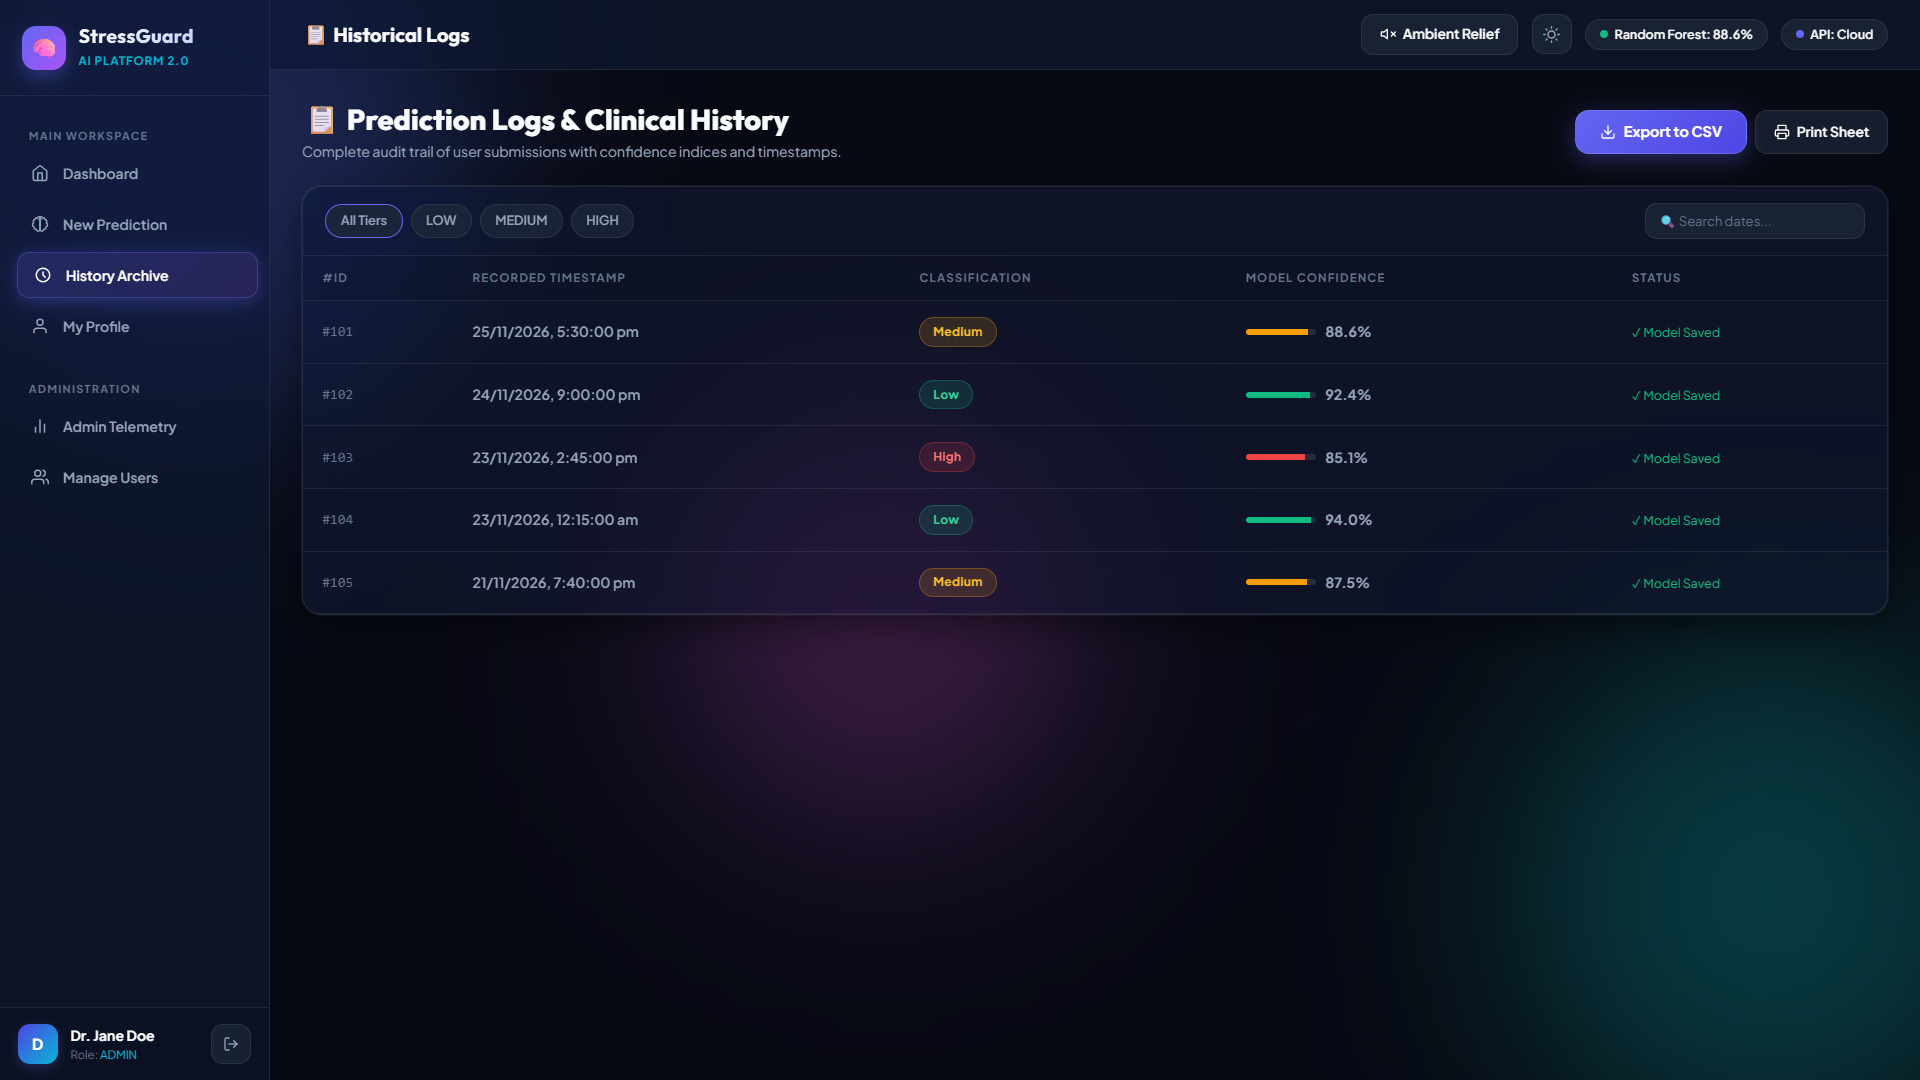 StressGuard
AI PLATFORM 2.0
MAIN WORKSPACE
Dashboard
New Prediction
History Archive
My Profile
ADMINISTRATION
Admin Telemetry
Manage Users
D
Dr. Jane Doe
Role: ADMIN
Historical Logs
Ambient Relief
Random Forest: 88.6%
API: Cloud
Prediction Logs & Clinical History
Complete audit trail of user submissions with confidence indices and timestamps.
Export to CSV
Print Sheet
All Tiers LOW MEDIUM HIGH
Search dates...
#ID RECORDED TIMESTAMP CLASSIFICATION MODEL CONFIDENCE STATUS
#101 25/11/2026, 5:30:00 pm Medium 88.6% ✓ Model Saved
#102 24/11/2026, 9:00:00 pm Low 92.4% ✓ Model Saved
#103 23/11/2026, 2:45:00 pm High 85.1% ✓ Model Saved
#104 23/11/2026, 12:15:00 am Low 94.0% ✓ Model Saved
#105 21/11/2026, 7:40:00 pm Medium 87.5% ✓ Model Saved